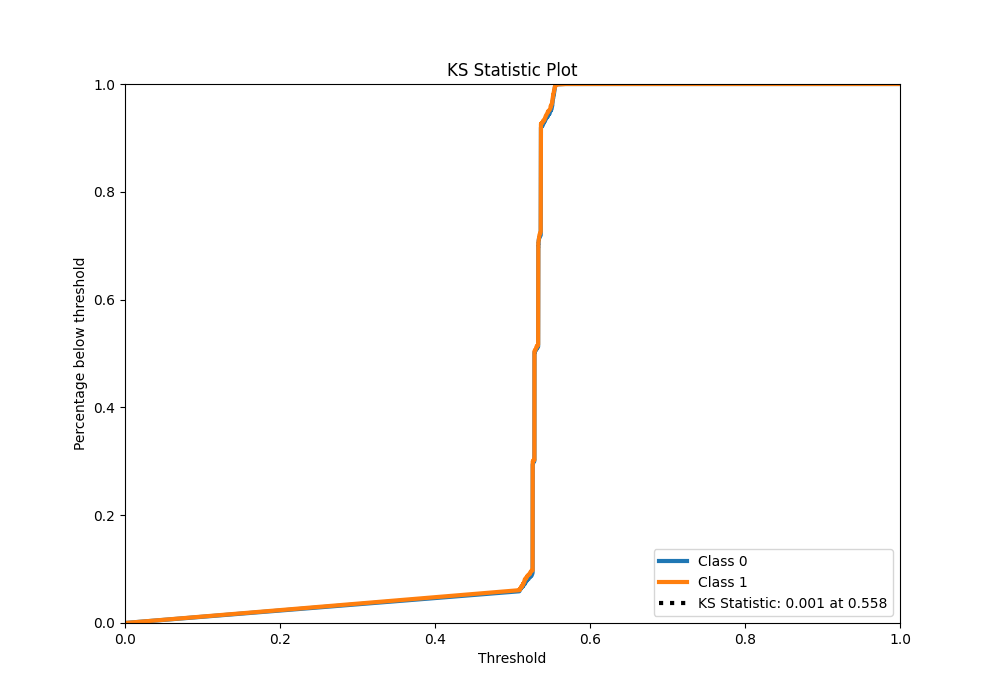 KS Statistic Plot
1.0
0.8
0.6
0.4
0.2
0.0
Percentage below threshold
0.0 0.2 0.4 0.6 0.8 1.0
Threshold
Class 0
Class 1
KS Statistic: 0.001 at 0.558